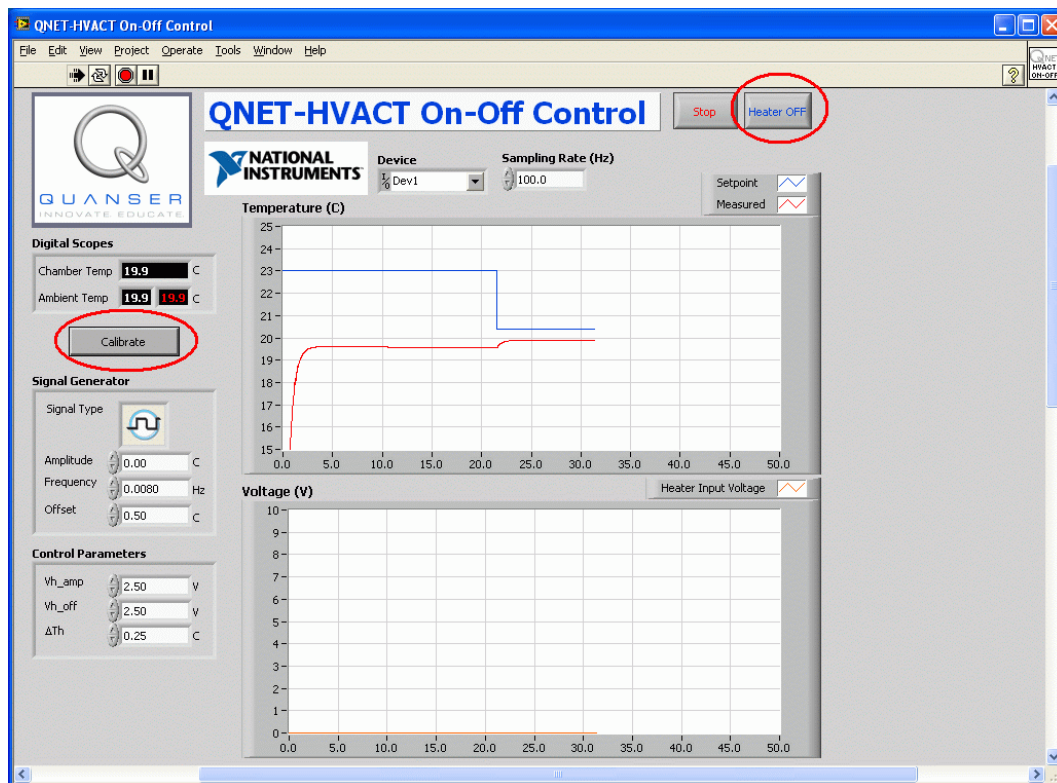 QNET-HVACT On-Off Control
File Edit View Project Operate Tools Window Help
QNET
HVACT
ON-OFF
QUANSER
INNOVATE EDUCATE
QNET-HVACT On-Off Control
Stop
Heater OFF
NATIONAL
INSTRUMENTS
Device
Dev1
Sampling Rate (Hz)
100.0
Setpoint
Measured
Digital Scopes
Chamber Temp 19.9 C
Ambient Temp 19.9 19.9 C
Calibrate
Signal Generator
Signal Type
Amplitude 0.00 C
Frequency 0.0080 Hz
Offset 0.50 C
Control Parameters
Vh_amp 2.50 V
Vh_off 2.50 V
ΔTh 0.25 C
Temperature (C)
25
24
23
22
21
20
19
18
17
16
15
0.0 5.0 10.0 15.0 20.0 25.0 30.0 35.0 40.0 45.0 50.0
Voltage (V)
Heater Input Voltage
10
9
8
7
6
5
4
3
2
1
0
0.0 5.0 10.0 15.0 20.0 25.0 30.0 35.0 40.0 45.0 50.0